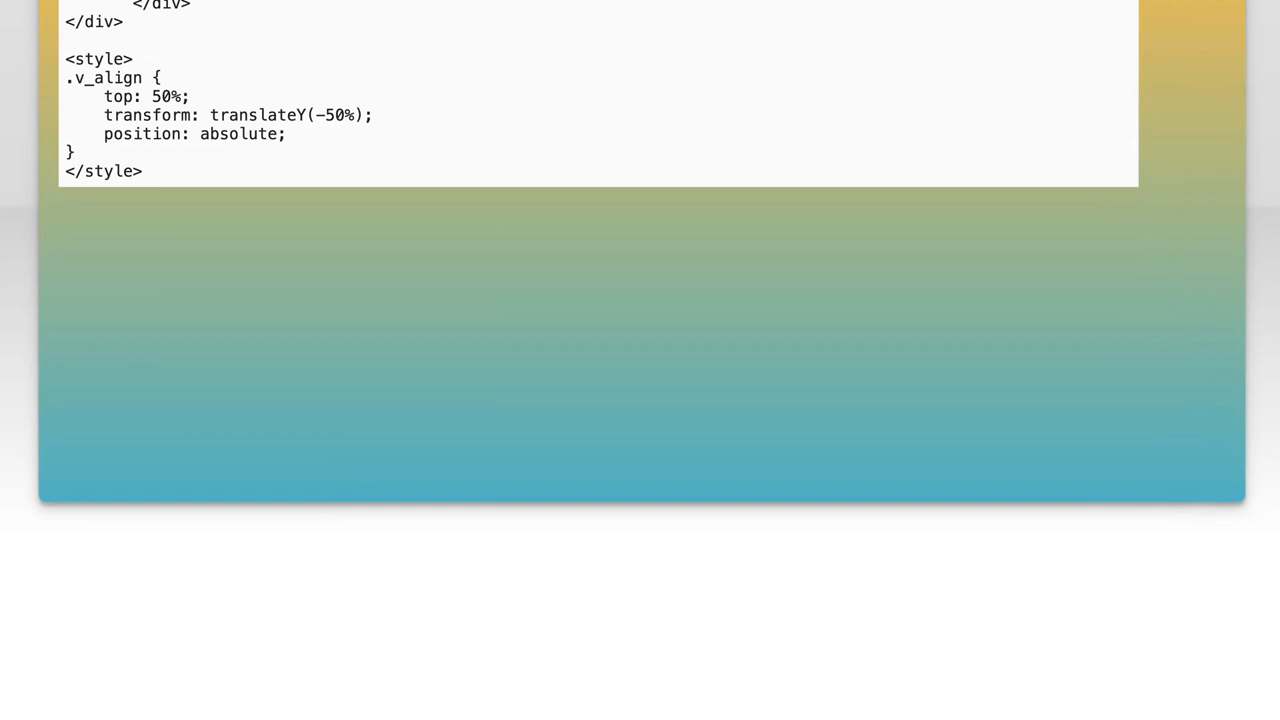 </div>
</div>
<style>
.v_align {
top: 50%;
transform: translateY(-50%);
position: absolute;
}
</style>